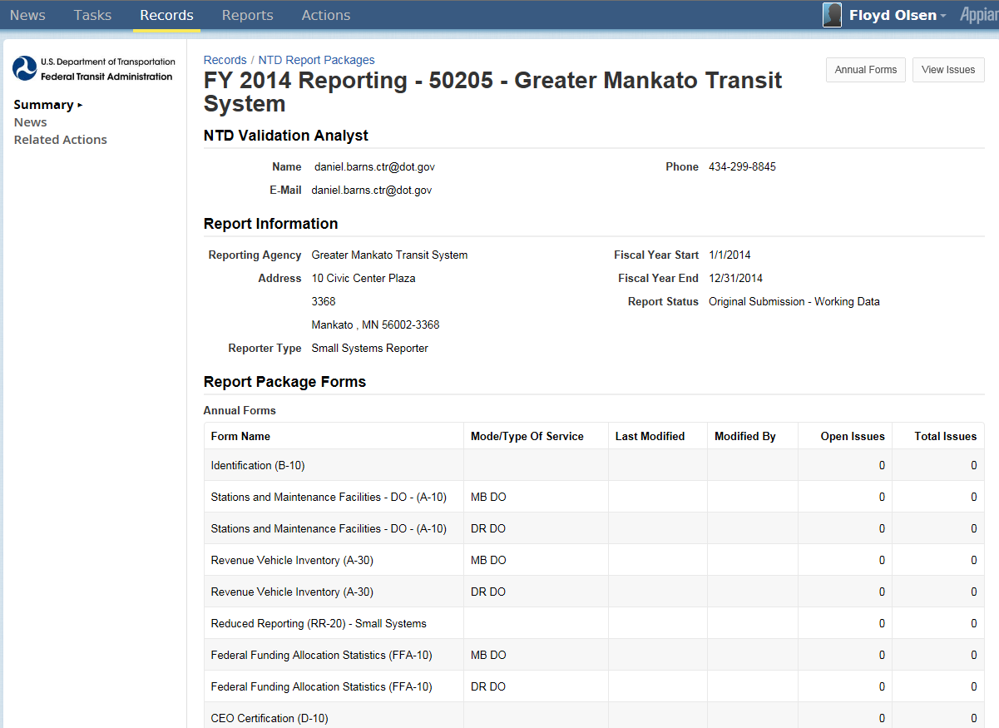 News Tasks Records Reports Actions Floyd Olsen
U.S. Department of Transportation
Federal Transit Administration
Summary
News
Related Actions
Records / NTD Report Packages
Annual Forms View Issues
FY 2014 Reporting - 50205 - Greater Mankato Transit
System
NTD Validation Analyst
Name daniel.barns.ctr@dot.gov Phone 434-299-8845
E-Mail daniel.barns.ctr@dot.gov
Report Information
Reporting Agency Greater Mankato Transit System Fiscal Year Start 1/1/2014
Address 10 Civic Center Plaza Fiscal Year End 12/31/2014
3368 Report Status Original Submission - Working Data
Mankato , MN 56002-3368
Reporter Type Small Systems Reporter
Report Package Forms
Annual Forms
Form Name Mode/Type Of Service Last Modified Modified By Open Issues Total Issues
Identification (B-10) 0 0
Stations and Maintenance Facilities - DO - (A-10) MB DO 0 0
Stations and Maintenance Facilities - DO - (A-10) DR DO 0 0
Revenue Vehicle Inventory (A-30) MB DO 0 0
Revenue Vehicle Inventory (A-30) DR DO 0 0
Reduced Reporting (RR-20) - Small Systems 0 0
Federal Funding Allocation Statistics (FFA-10) MB DO 0 0
Federal Funding Allocation Statistics (FFA-10) DR DO 0 0
CEO Certification (D-10) 0 0